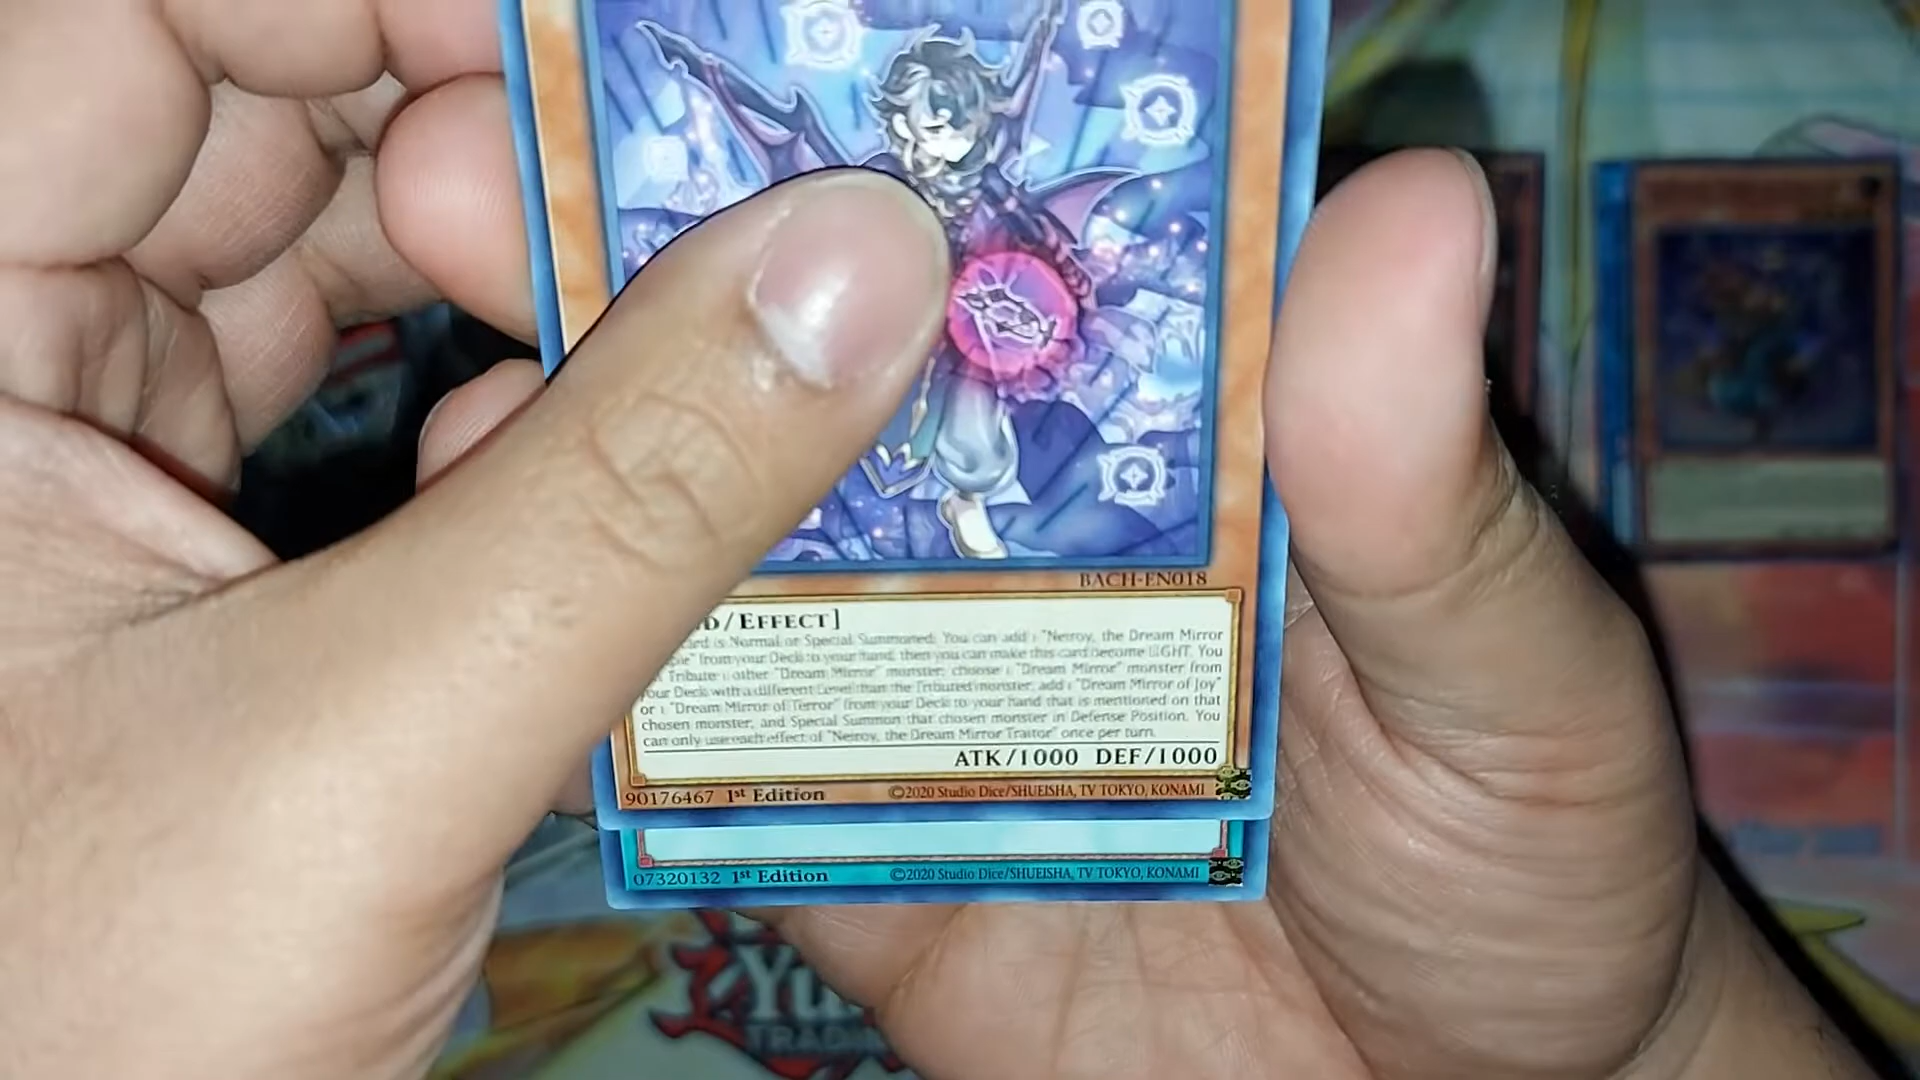 BACH-EN018
D/EFFECT]
ard is Normal or Special Summoned: You can add 1 "Neiroy, the Dream Mirror
ple" from your Deck to your hand, then you can make this card become LIGHT. You
Tribute 1 other "Dream Mirror" monster; choose 1 "Dream Mirror" monster from
our Deck with a different Level than the Tributed monster, add 1 "Dream Mirror of Joy"
or 1 "Dream Mirror of Terror" from your Deck to your hand that is mentioned on that
chosen monster, and Special Summon that chosen monster in Defense Position. You
can only use each effect of "Neiroy, the Dream Mirror Traitor" once per turn.
ATK/1000 DEF/1000
90176467 1st Edition ©2020 Studio Dice/SHUEISHA, TV TOKYO, KONAMI
07320132 1st Edition ©2020 Studio Dice/SHUEISHA, TV TOKYO, KONAMI
Yu
TRADIN